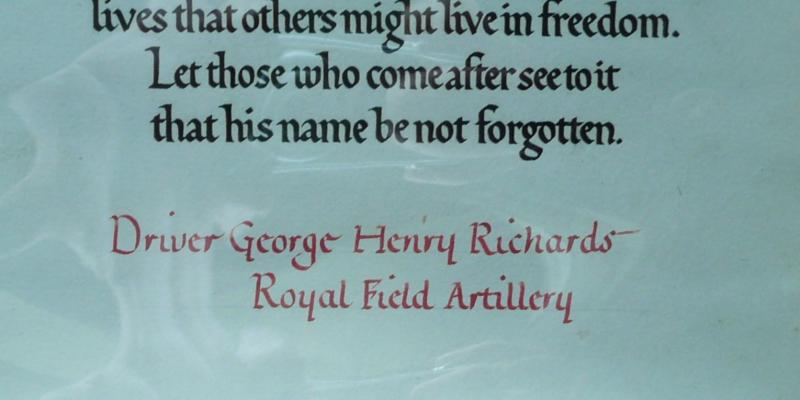 lives that others might live in freedom.
Let those who come after see to it
that his name be not forgotten.
Driver George Henry Richards
Royal Field Artillery